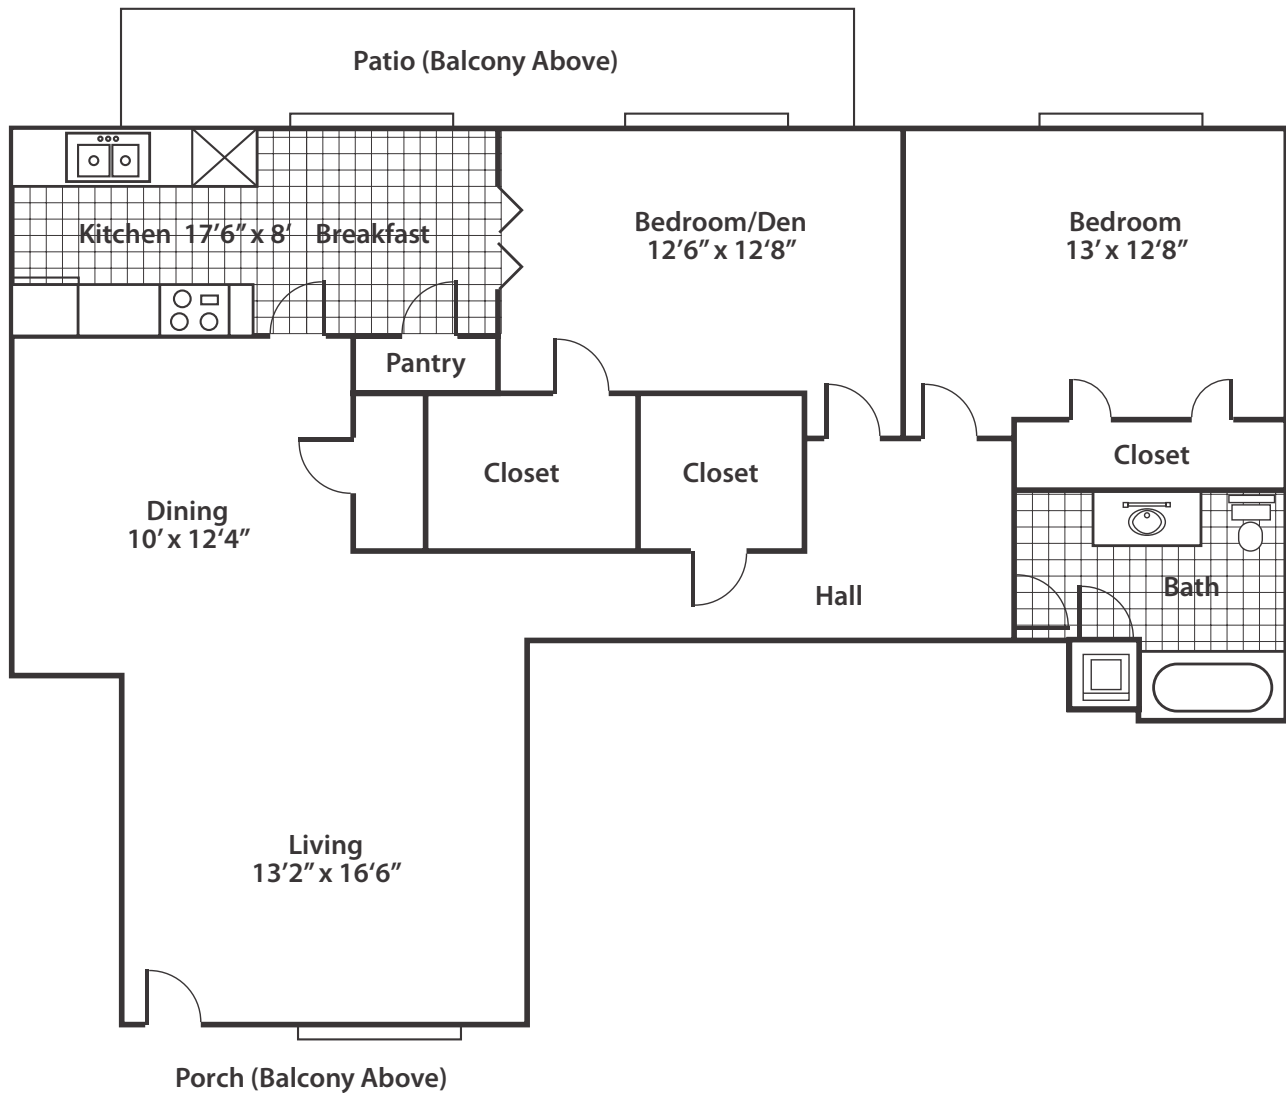 Patio (Balcony Above)
Kitchen 17’6” x 8’ Breakfast
Bedroom/Den
12’6” x 12‘8”
Bedroom
13’ x 12‘8”
Pantry
Closet
Closet
Closet
Dining
10’ x 12‘4”
Hall
Bath
Living
13’2” x 16‘6”
Porch (Balcony Above)